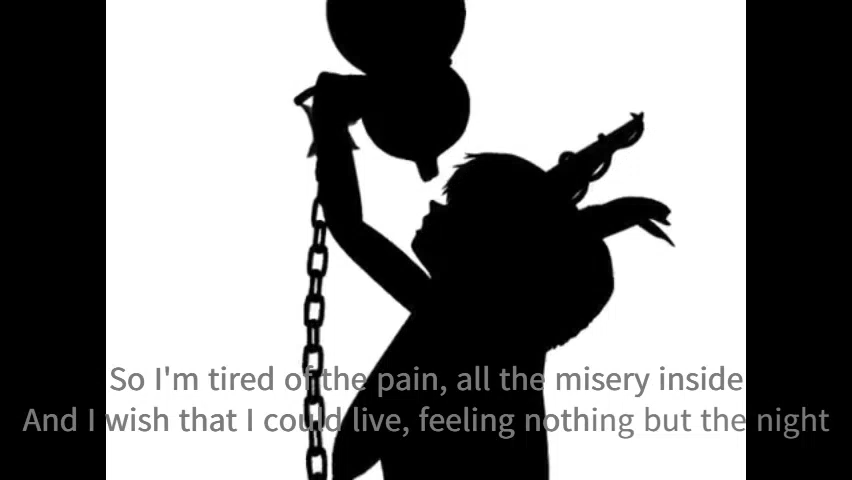 So I'm tired of the pain, all the misery inside
And I wish that I could live, feeling nothing but the night